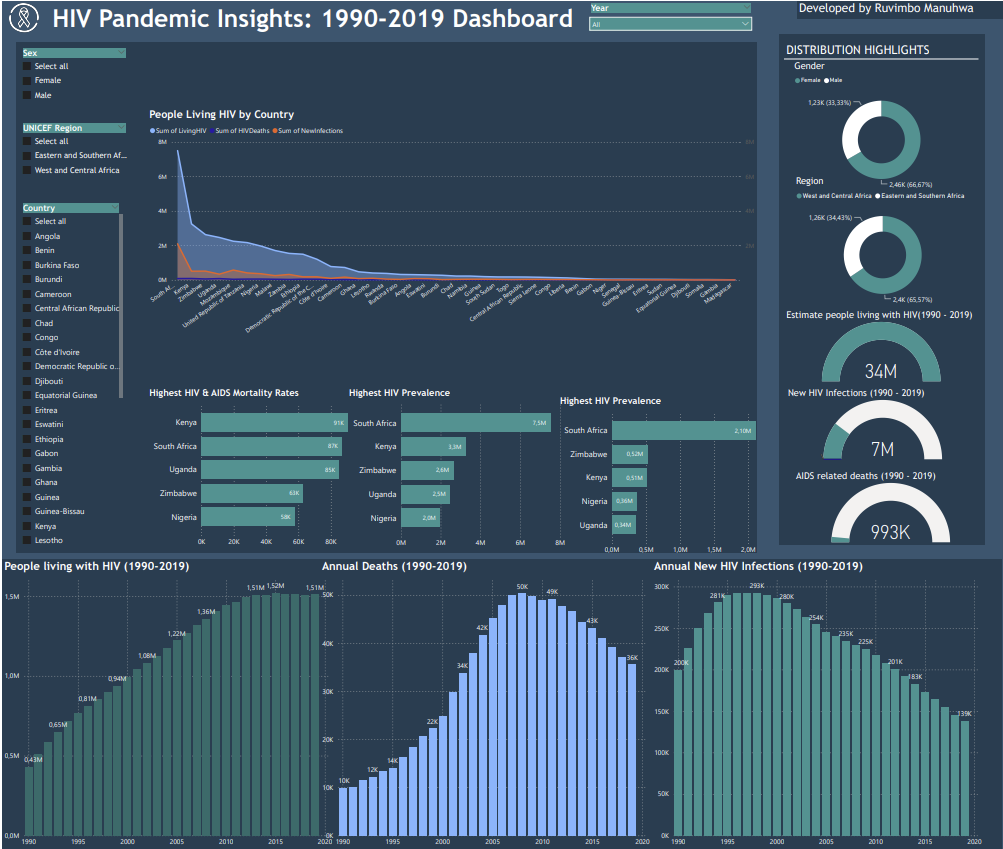 HIV Pandemic Insights: 1990-2019 Dashboard
Year
All
Developed by Ruvimbo Manuhwa
Sex
Select all
Female
Male
UNICEF Region
Select all
Eastern and Southern Af...
West and Central Africa
Country
Select all
Angola
Benin
Burkina Faso
Burundi
Cameroon
Central African Republic
Chad
Congo
Côte d'Ivoire
Democratic Republic o...
Djibouti
Equatorial Guinea
Eritrea
Eswatini
Ethiopia
Gabon
Gambia
Ghana
Guinea
Guinea-Bissau
Kenya
Lesotho
People Living HIV by Country
Sum of LivingHIV Sum of HIVDeaths Sum of NewInfections
8M 8M
6M 6M
4M 4M
2M 2M
0M 0M
South Af... Kenya Zimbabwe Uganda Mozambique United Republic of Tanzania Nigeria Malawi Zambia Ethiopia Democratic Republic of the C... Côte d'Ivoire Cameroon Ghana Lesotho Rwanda Burkina Faso Angola Eswatini Burundi Chad Namibia Guinea South Sudan Togo Central African Republic Sierra Leone Congo Liberia Benin Gabon Niger Senegal Guinea-Bissau Eritrea Sudan Equatorial Guinea Djibouti Somalia Gambia Madagascar
Highest HIV & AIDS Mortality Rates
Kenya 91K
South Africa 87K
Uganda 85K
Zimbabwe 63K
Nigeria 58K
0K 20K 40K 60K 80K
Highest HIV Prevalence
South Africa 7,5M
Kenya 3,3M
Zimbabwe 2,6M
Uganda 2,5M
Nigeria 2,0M
0M 2M 4M 6M 8M
Highest HIV Prevalence
South Africa 2,10M
Zimbabwe 0,52M
Kenya 0,51M
Nigeria 0,36M
Uganda 0,34M
0,0M 0,5M 1,0M 1,5M 2,0M
DISTRIBUTION HIGHLIGHTS
Gender
Female Male
1,23K (33,33%)
2,46K (66,67%)
Region
West and Central Africa Eastern and Southern Africa
1,26K (34,43%)
2,4K (65,57%)
Estimate people living with HIV(1990 - 2019)
34M
New HIV Infections (1990 - 2019)
7M
AIDS related deaths (1990 - 2019)
993K
People living with HIV (1990-2019)
1,5M
1,0M
0,5M
0,0M
0,43M 0,65M 0,81M 0,94M 1,08M 1,22M 1,36M 1,51M 1,52M 1,51M
1990 1995 2000 2005 2010 2015 2020
Annual Deaths (1990-2019)
50K
40K
30K
20K
10K
0K
10K 12K 14K 22K 34K 42K 50K 49K 43K 36K
1990 1995 2000 2005 2010 2015 2020
Annual New HIV Infections (1990-2019)
300K
250K
200K
150K
100K
50K
0K
200K 281K 293K 280K 254K 235K 225K 201K 183K 139K
1990 1995 2000 2005 2010 2015 2020